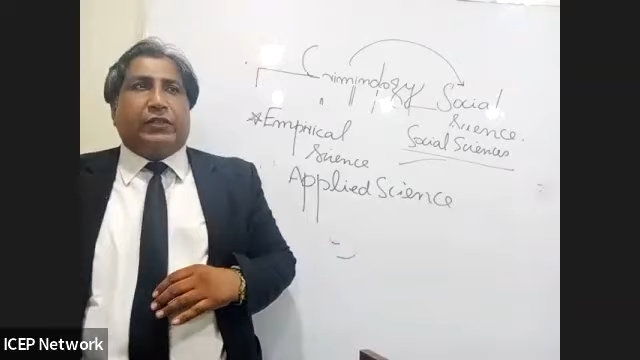 Criminology
Social
Science.
Social Sciences
*Empirical
Science
Applied Science
ICEP Network